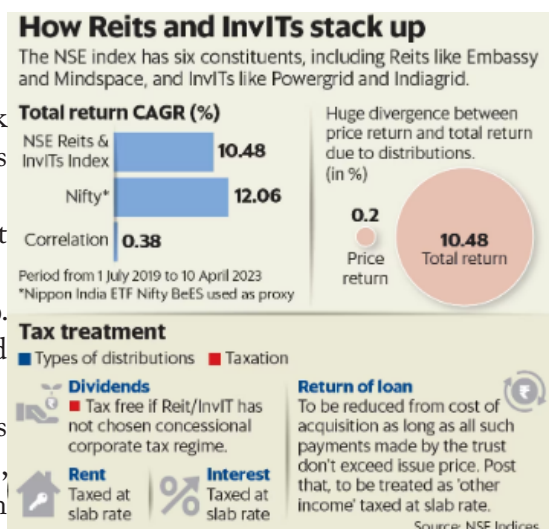 How Reits and InvITs stack up
The NSE index has six constituents, including Reits like Embassy
and Mindspace, and InvITs like Powergrid and Indiagrid.
Total return CAGR (%)
NSE Reits &
InvITs Index
10.48
Nifty*
12.06
Correlation
0.38
Period from 1 July 2019 to 10 April 2023
*Nippon India ETF Nifty BeES used as proxy
Huge divergence between
price return and total return
due to distributions.
(in %)
0.2
Price
return
10.48
Total return
Tax treatment
Types of distributions Taxation
Dividends
Tax free if Reit/InvIT has
not chosen concessional
corporate tax regime.
Rent
Taxed at
slab rate
Interest
Taxed at
slab rate
Return of loan
To be reduced from cost of
acquisition as long as all such
payments made by the trust
don't exceed issue price. Post
that, to be treated as 'other
income' taxed at slab rate.
Source: NSE Indices